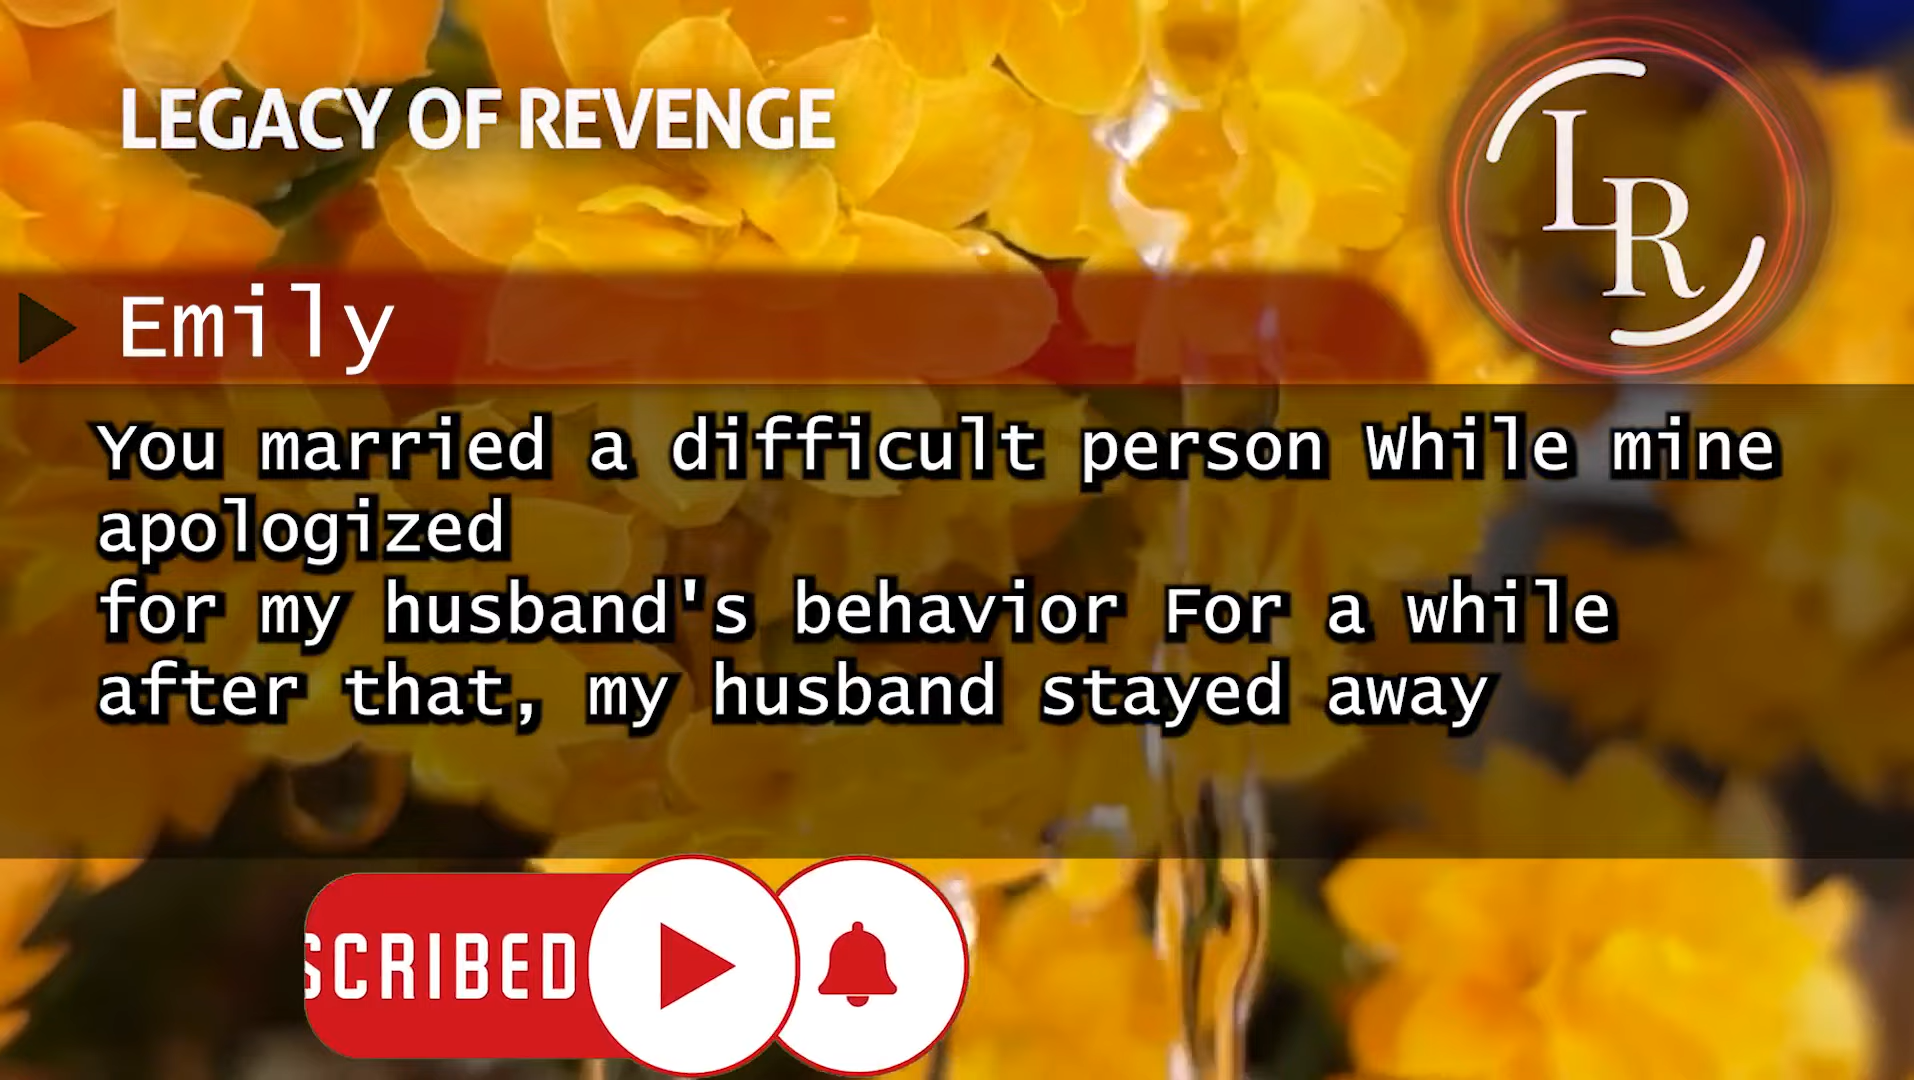 LEGACY OF REVENGE
LR
Emily
You married a difficult person While mine
apologized
for my husband's behavior For a while
after that, my husband stayed away
SCRIBED